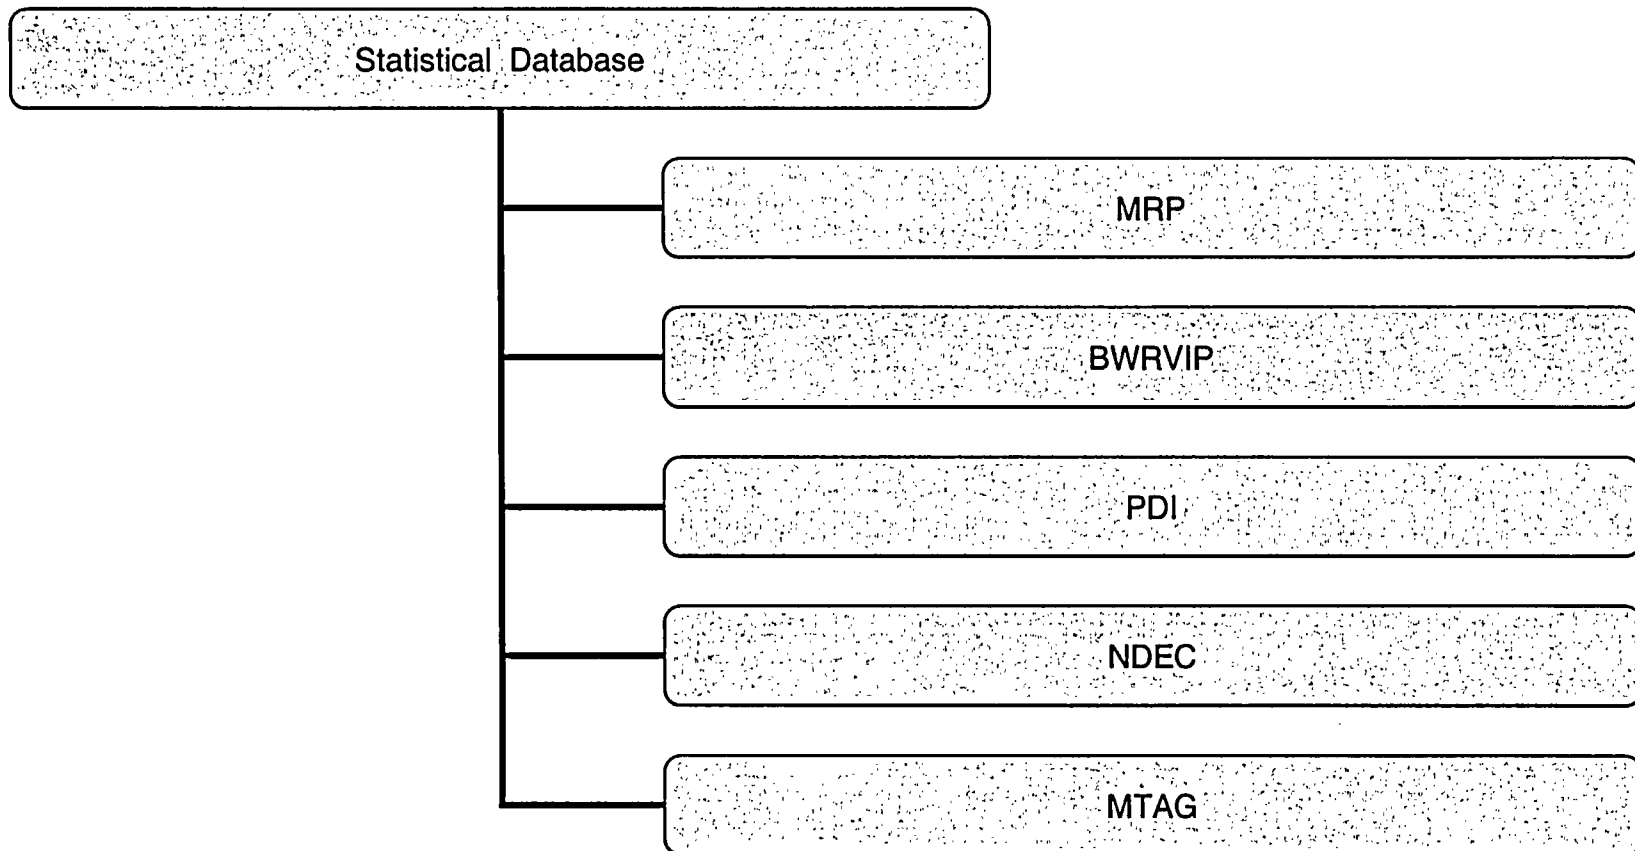 Statistical Database
MRP
BWRVIP
PDI
NDEC
MTAG